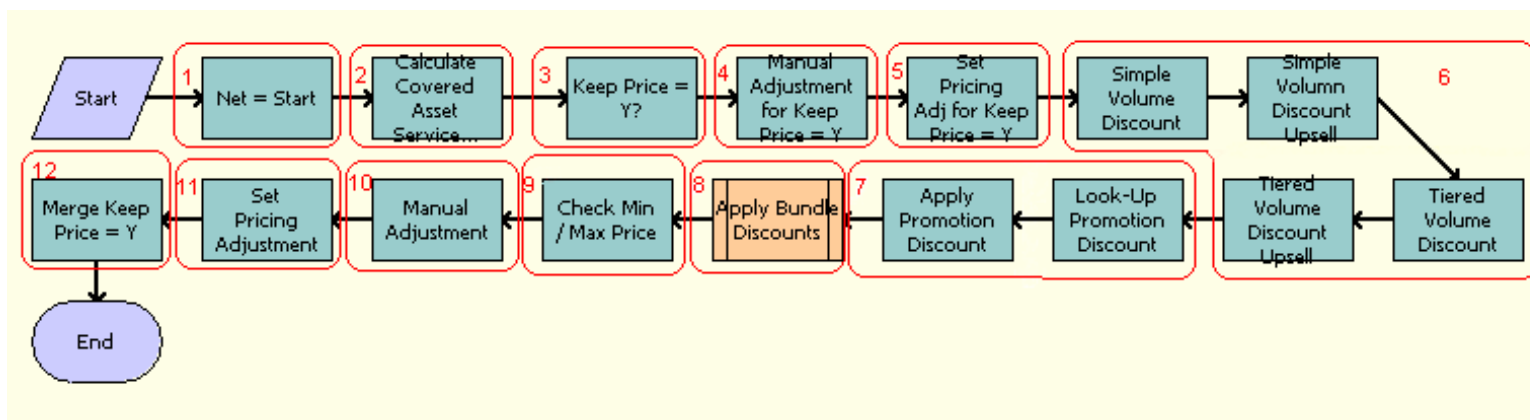 Start
1
Net = Start
2
Calculate
Covered
Asset
Service...
3
Keep Price =
Y?
4
Manual
Adjustment
for Keep
Price = Y
5
Set
Pricing
Adj for Keep
Price = Y
Simple
Volume
Discount
Simple
Volumn
Discount
Upsell
6
12
Merge Keep
Price = Y
11
Set
Pricing
Adjustment
10
Manual
Adjustment
9
Check Min
/ Max Price
8
Apply Bundle
Discounts
7
Apply
Promotion
Discount
Look-Up
Promotion
Discount
Tiered
Volume
Discount
Upsell
Tiered
Volume
Discount
End